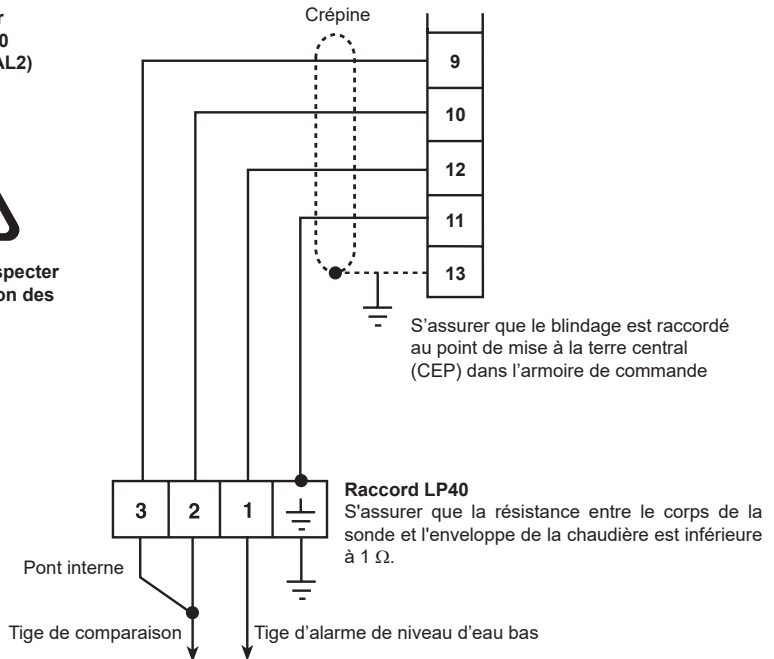 Crépine
9
10
12
11
13
S’assurer que le blindage est raccordé
au point de mise à la terre central
(CEP) dans l’armoire de commande
3 2 1
Raccord LP40
S'assurer que la résistance entre le corps de la
sonde et l'enveloppe de la chaudière est inférieure
à 1 Ω.
Pont interne
Tige de comparaison
Tige d’alarme de niveau d’eau bas